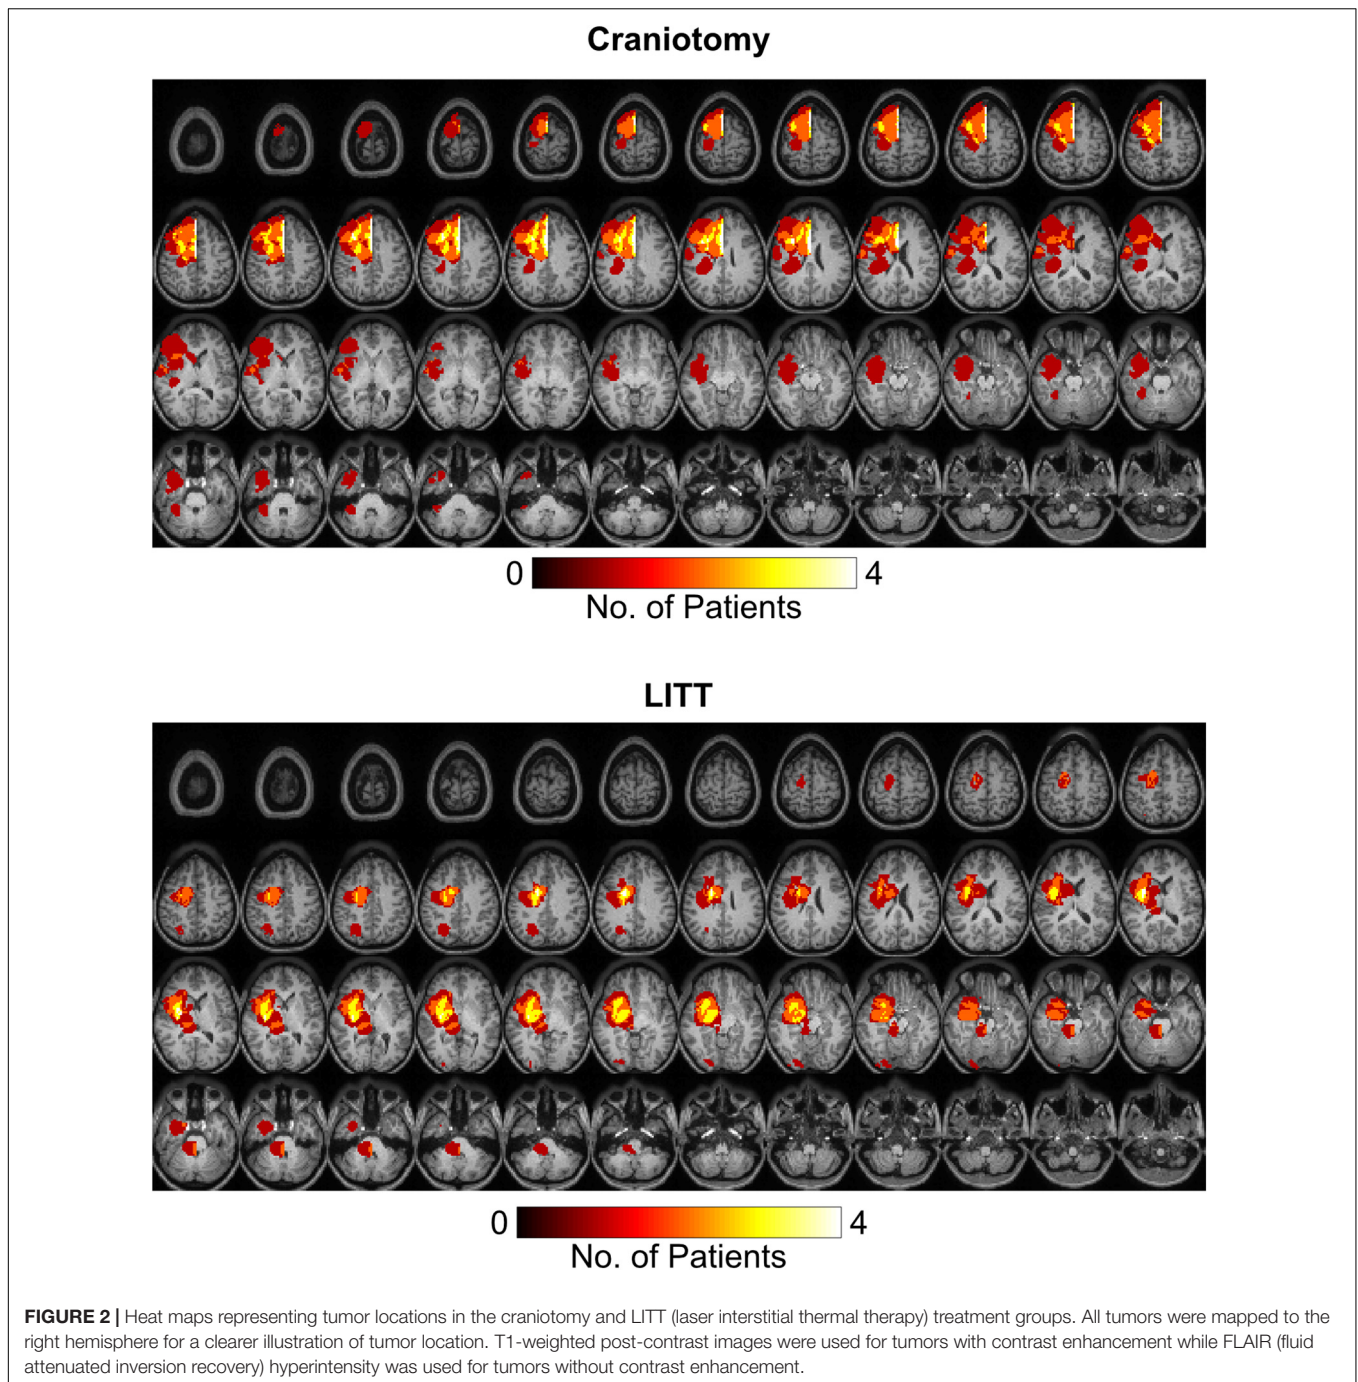 Craniotomy
0 4
No. of Patients
LITT
0 4
No. of Patients
FIGURE 2 | Heat maps representing tumor locations in the craniotomy and LITT (laser interstitial thermal therapy) treatment groups. All tumors were mapped to the
right hemisphere for a clearer illustration of tumor location. T1-weighted post-contrast images were used for tumors with contrast enhancement while FLAIR (fluid
attenuated inversion recovery) hyperintensity was used for tumors without contrast enhancement.